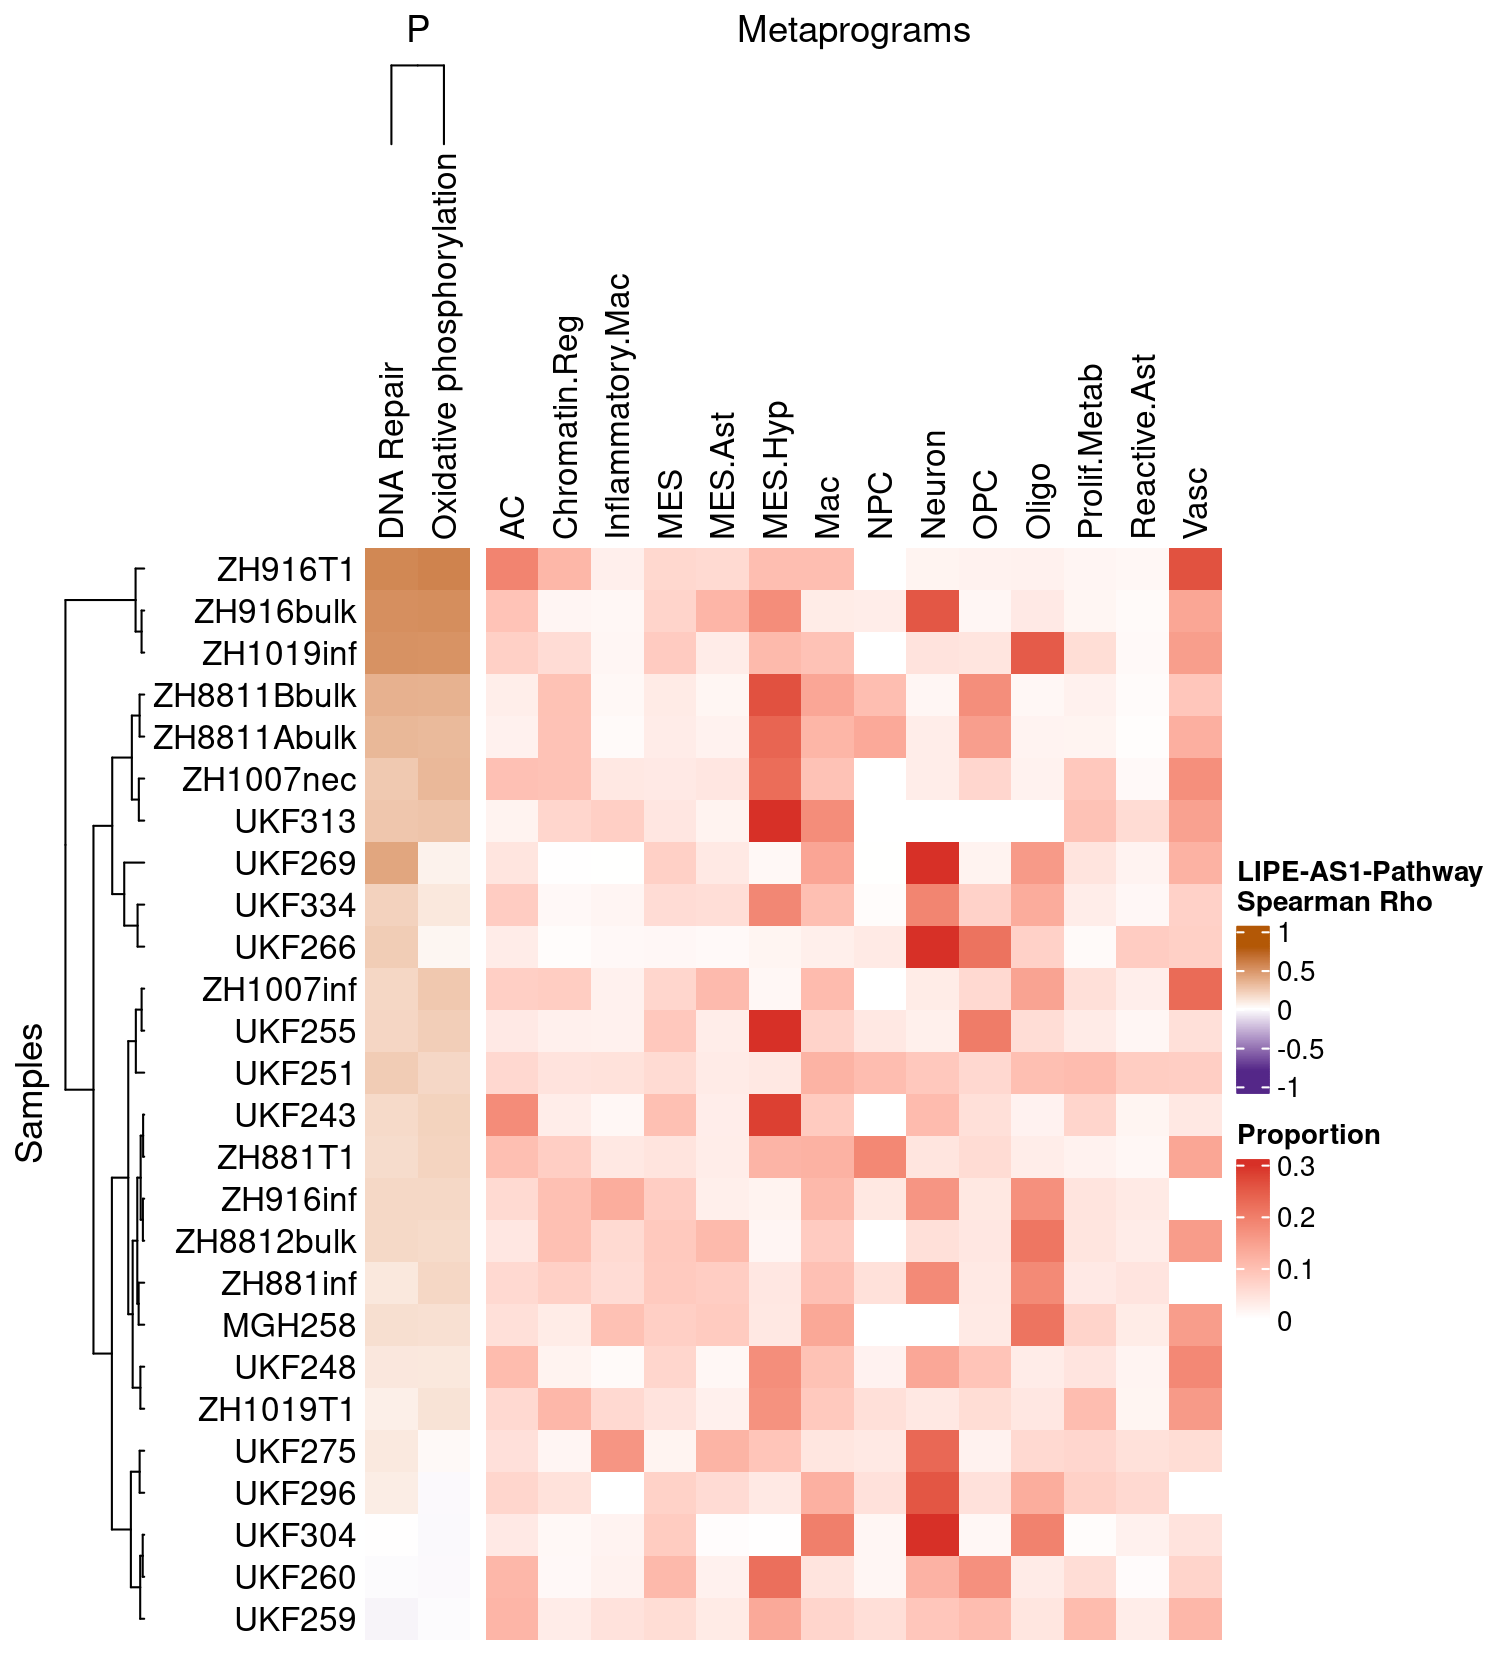 P
Metaprograms
DNA Repair
Oxidative phosphorylation
AC
Chromatin.Reg
Inflammatory.Mac
MES
MES.Ast
MES.Hyp
Mac
NPC
Neuron
OPC
Oligo
Prolif.Metab
Reactive.Ast
Vasc
Samples
ZH916T1
ZH916bulk
ZH1019inf
ZH8811Bbulk
ZH8811Abulk
ZH1007nec
UKF313
UKF269
UKF334
UKF266
ZH1007inf
UKF255
UKF251
UKF243
ZH881T1
ZH916inf
ZH8812bulk
ZH881inf
MGH258
UKF248
ZH1019T1
UKF275
UKF296
UKF304
UKF260
UKF259
LIPE-AS1-Pathway
Spearman Rho
1
0.5
0
-0.5
-1
Proportion
0.3
0.2
0.1
0